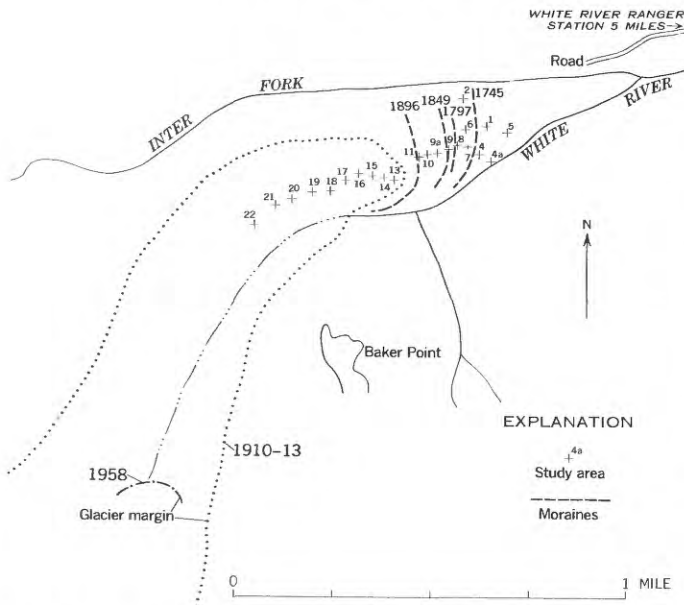 WHITE RIVER RANGER
STATION 5 MILES→
Road
INTER
FORK
WHITE
RIVER
1896
1849
1797
1745
2
1
5
6
8
9
9a
4
4a
7
10
11
13
14
15
16
17
18
19
20
21
22
N
Baker Point
EXPLANATION
4a
Study area
Moraines
1910–13
1958
Glacier margin
0
1 MILE